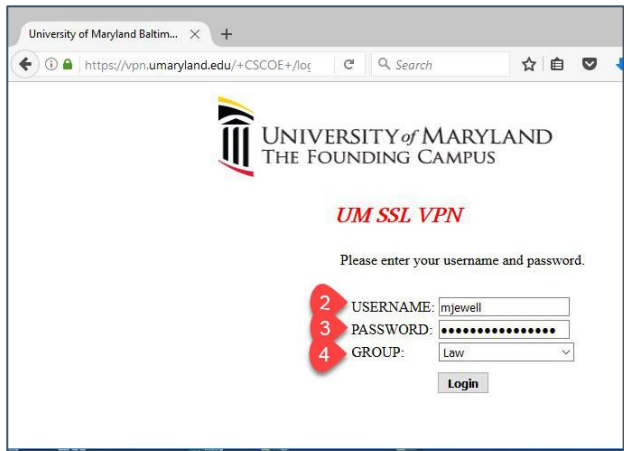 University of Maryland Baltim...
https://vpn.umaryland.edu/+CSCOE+/log
Search
UNIVERSITY of MARYLAND
THE FOUNDING CAMPUS
UM SSL VPN
Please enter your username and password.
2 USERNAME: mjewell
3 PASSWORD: ••••••••••••••••
4 GROUP: Law
Login